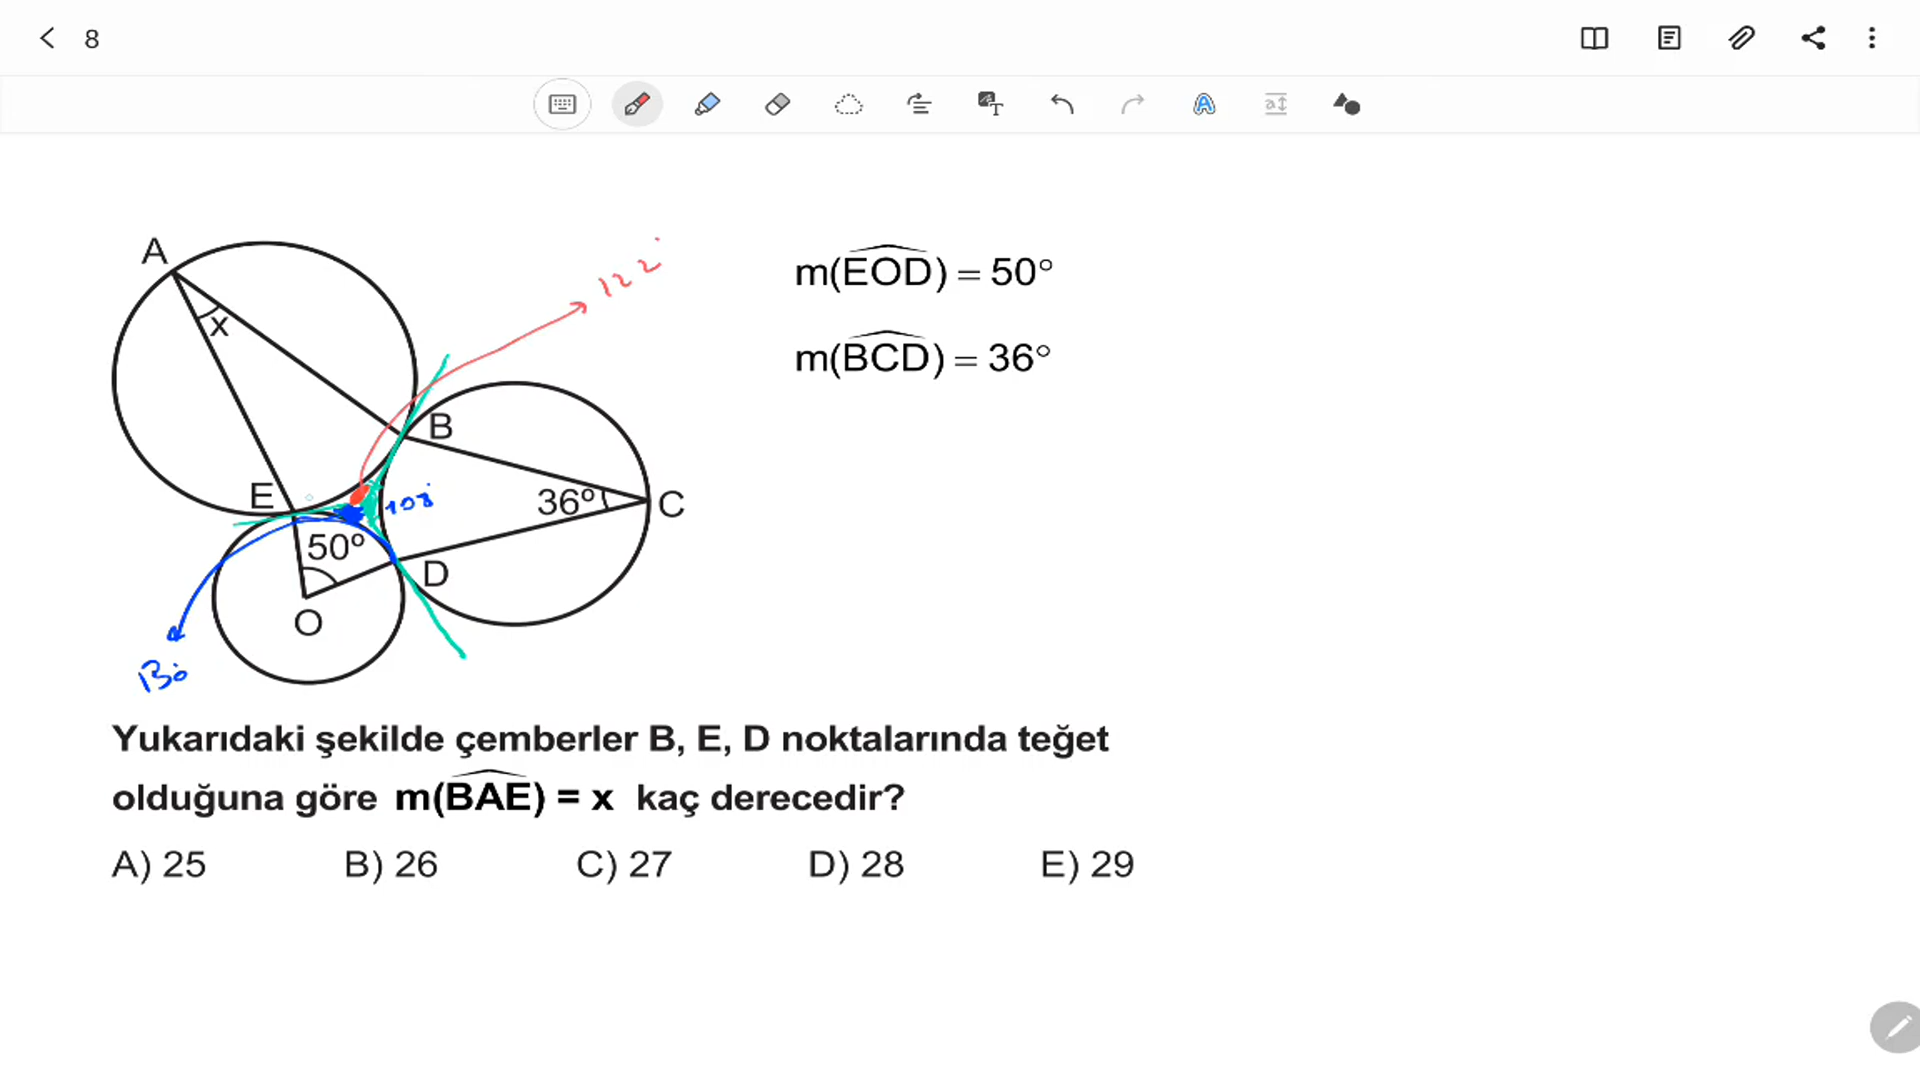 8
A
x
122°
m(EOD) = 50°
m(BCD) = 36°
B
E
108°
36°
C
50°
D
O
130
Yukarıdaki şekilde çemberler B, E, D noktalarında teğet
olduğuna göre m(BAE) = x kaç derecedir?
A) 25 B) 26 C) 27 D) 28 E) 29